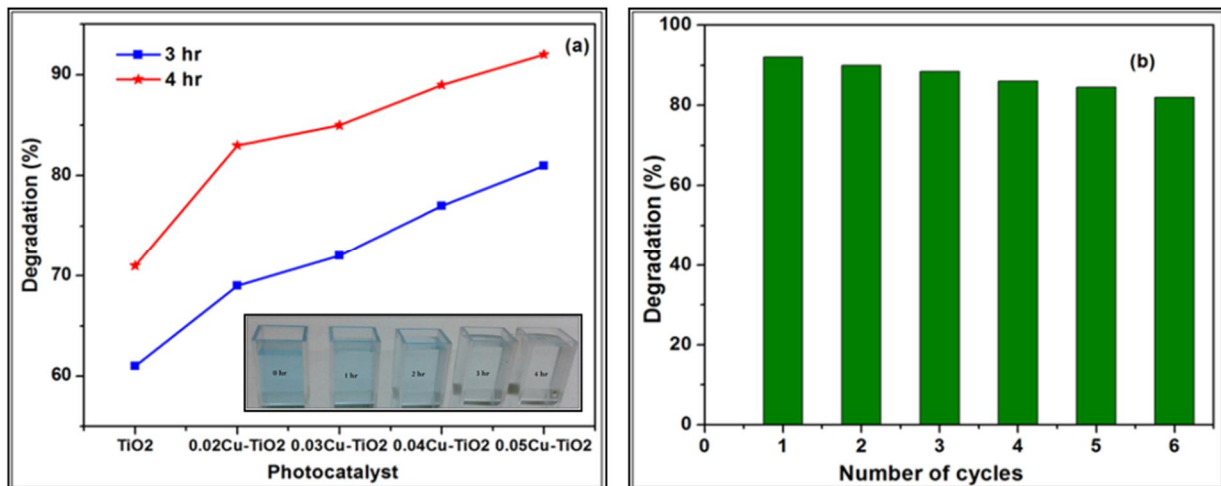 (a)
3 hr
4 hr
Degradation (%)
90
80
70
60
0 hr
1 hr
2 hr
3 hr
4 hr
TiO2 0.02Cu-TiO2 0.03Cu-TiO2 0.04Cu-TiO2 0.05Cu-TiO2
Photocatalyst
(b)
Degradation (%)
100
80
60
40
20
0
0 1 2 3 4 5 6
Number of cycles